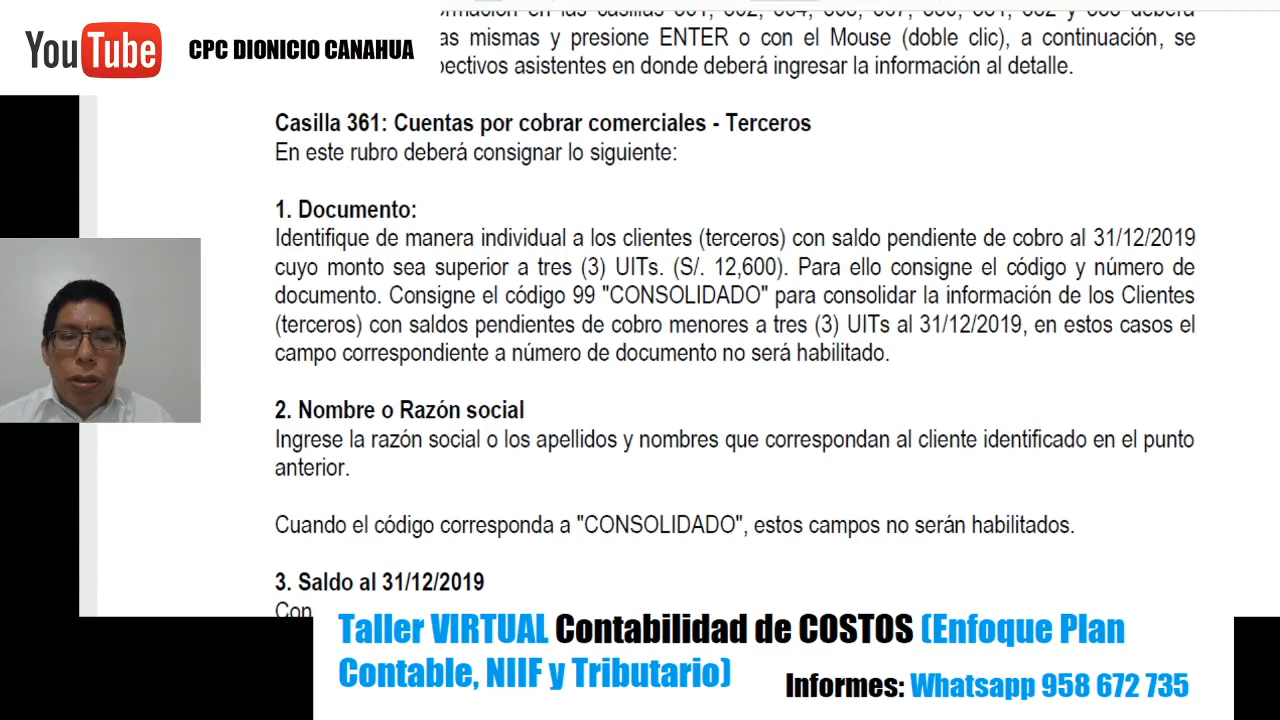 YouTube
CPC DIONICIO CANAHUA
as mismas y presione ENTER o con el Mouse (doble clic), a continuación, se
pectivos asistentes en donde deberá ingresar la información al detalle.
Casilla 361: Cuentas por cobrar comerciales - Terceros
En este rubro deberá consignar lo siguiente:
1. Documento:
Identifique de manera individual a los clientes (terceros) con saldo pendiente de cobro al 31/12/2019
cuyo monto sea superior a tres (3) UITs. (S/. 12,600). Para ello consigne el código y número de
documento. Consigne el código 99 "CONSOLIDADO" para consolidar la información de los Clientes
(terceros) con saldos pendientes de cobro menores a tres (3) UITs al 31/12/2019, en estos casos el
campo correspondiente a número de documento no será habilitado.
2. Nombre o Razón social
Ingrese la razón social o los apellidos y nombres que correspondan al cliente identificado en el punto
anterior.
Cuando el código corresponda a "CONSOLIDADO", estos campos no serán habilitados.
3. Saldo al 31/12/2019
Con
Taller VIRTUAL Contabilidad de COSTOS (Enfoque Plan
Contable, NIIF y Tributario)
Informes: Whatsapp 958 672 735